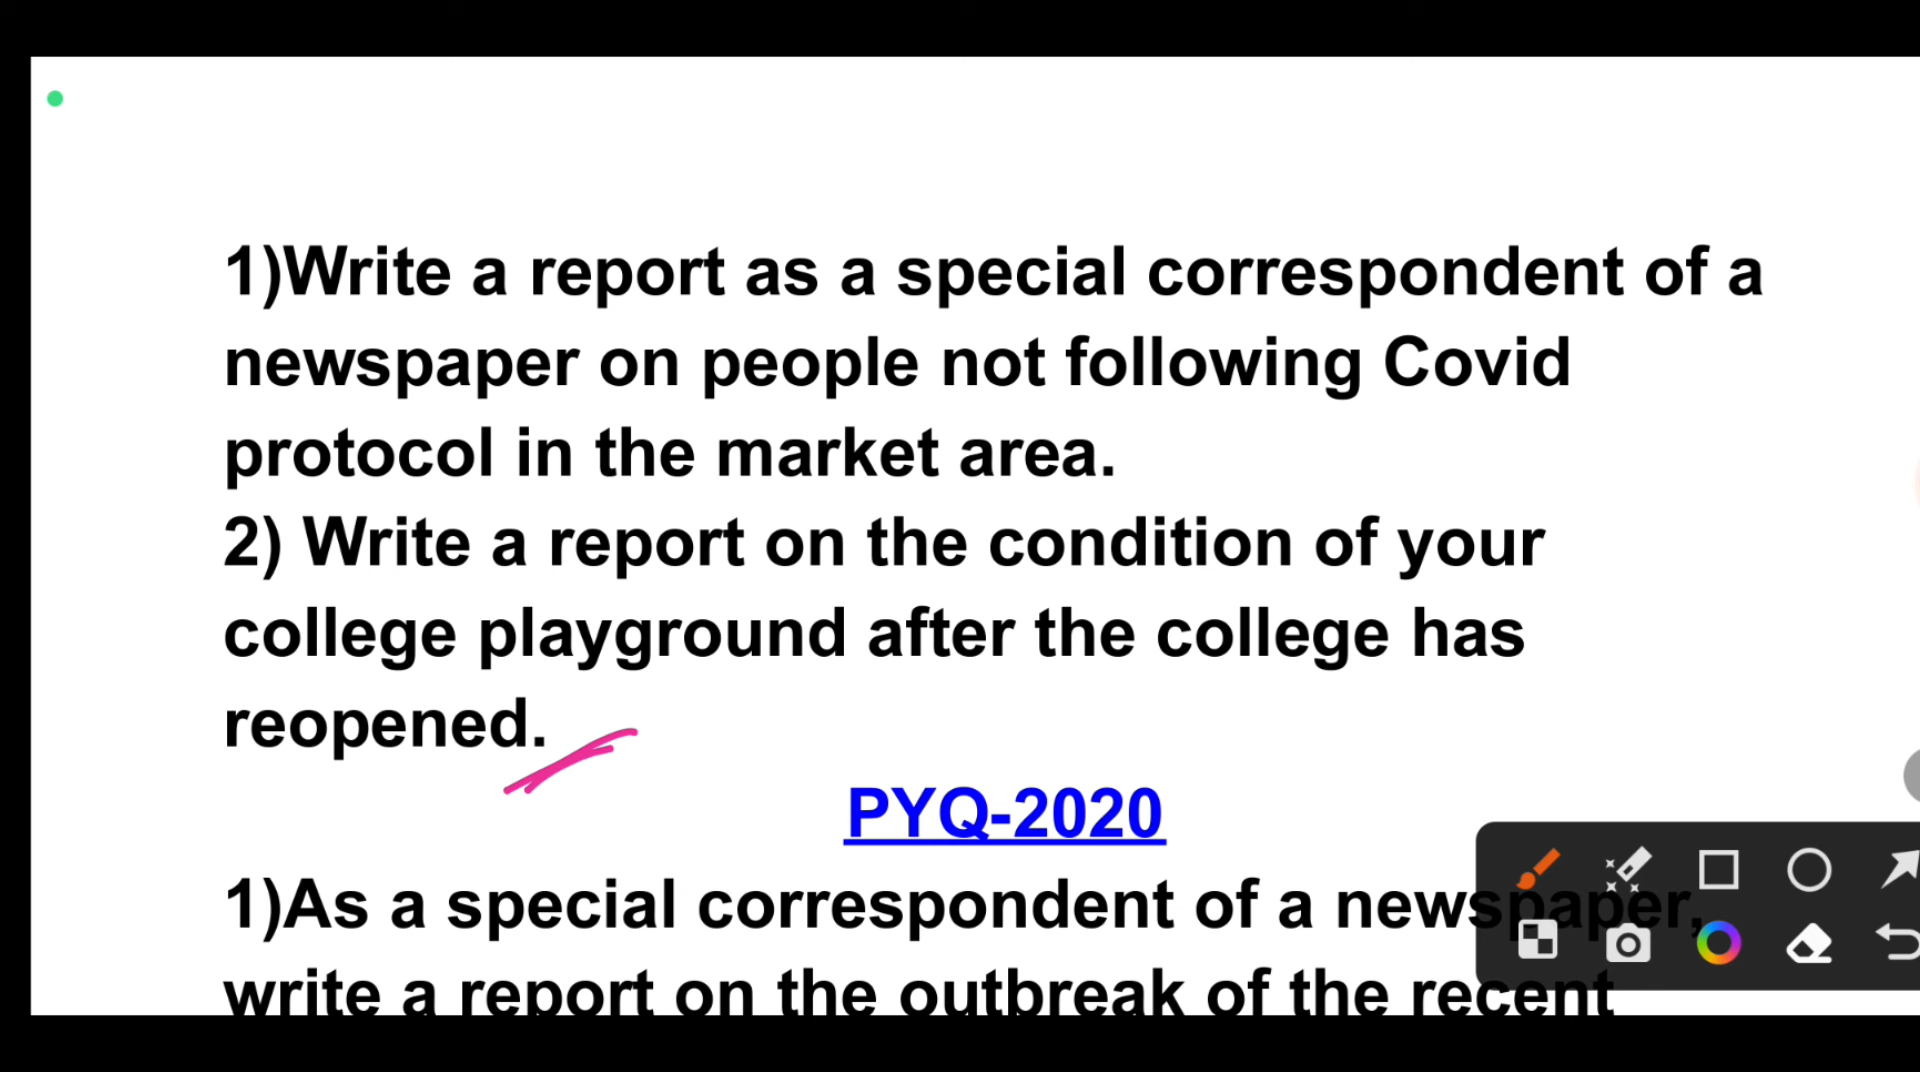 1)Write a report as a special correspondent of a
newspaper on people not following Covid
protocol in the market area.
2) Write a report on the condition of your
college playground after the college has
reopened.
PYQ-2020
1)As a special correspondent of a newspaper,
write a report on the outbreak of the recent